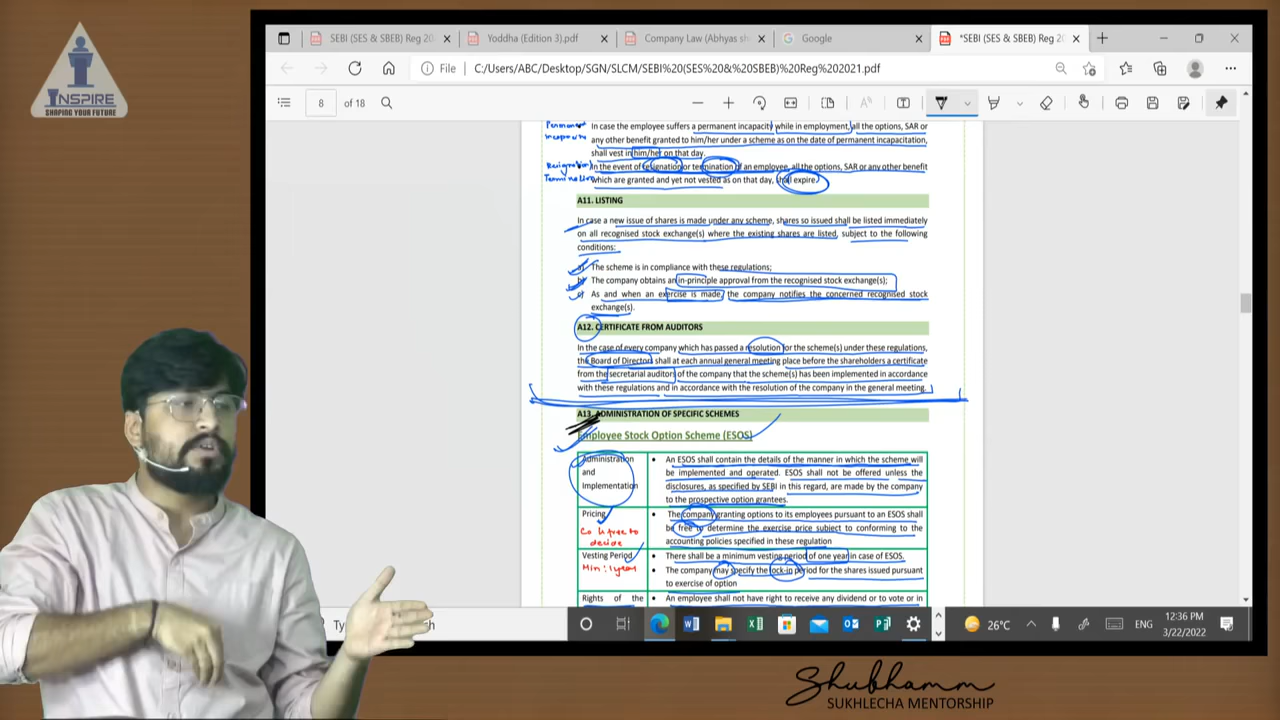 INSPIRE
SHAPING YOUR FUTURE
SEBI (SES & SBEB) Reg 20
Yoddha (Edition 3).pdf
Company Law (Abhyas sh
Google
*SEBI (SES & SBEB) Reg 2
File
C:/Users/ABC/Desktop/SGN/SLCM/SEBI%20(SES%20&%20SBEB)%20Reg%202021.pdf
8 of 18
Permanent In case the employee suffers a permanent incapacity while in employment, all the options, SAR or
any other benefit granted to him/her under a scheme as on the date of permanent incapacitation,
shall vest in him/her on that day.
Resignation In the event of resignation or termination of an employee, all the options, SAR or any other benefit
Termination which are granted and yet not vested as on that day, shall expire.
A11. LISTING
In case a new issue of shares is made under any scheme, shares so issued shall be listed immediately
on all recognised stock exchange(s) where the existing shares are listed, subject to the following
conditions:
a) The scheme is in compliance with these regulations;
b) The company obtains an in-principle approval from the recognised stock exchange(s);
c) As and when an exercise is made, the company notifies the concerned recognised stock
exchange(s).
A12. CERTIFICATE FROM AUDITORS
In the case of every company which has passed a resolution for the scheme(s) under these regulations,
the Board of Directors shall at each annual general meeting place before the shareholders a certificate
from the secretarial auditors of the company that the scheme(s) has been implemented in accordance
with these regulations and in accordance with the resolution of the company in the general meeting.
A13. ADMINISTRATION OF SPECIFIC SCHEMES
Employee Stock Option Scheme (ESOS)
Administration
and
Implementation
• An ESOS shall contain the details of the manner in which the scheme will
be implemented and operated. ESOS shall not be offered unless the
disclosures, as specified by SEBI in this regard, are made by the company
to the prospective option grantees.
Pricing
Co is free to
decide
• The company granting options to its employees pursuant to an ESOS shall
be free to determine the exercise price subject to conforming to the
accounting policies specified in these regulation
Vesting Period
Min: 1 year
• There shall be a minimum vesting period of one year in case of ESOS.
• The company may specify the lock-in period for the shares issued pursuant
to exercise of option
Rights of the
• An employee shall not have right to receive any dividend or to vote or in
26°C
ENG
12:36 PM
3/22/2022
Shubhamm
SUKHLECHA MENTORSHIP